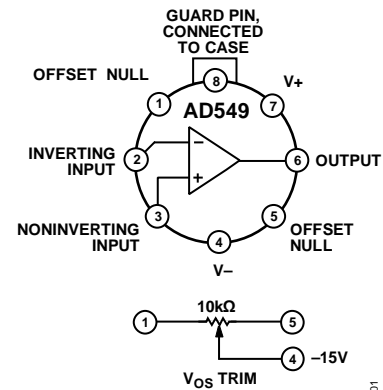 GUARD PIN,
CONNECTED
TO CASE
OFFSET NULL
8
V+
1
AD549
7
INVERTING
INPUT
2
−
6
OUTPUT
+
NONINVERTING
INPUT
3
5
OFFSET
NULL
4
V−
10kΩ
1
5
4
−15V
VOS TRIM